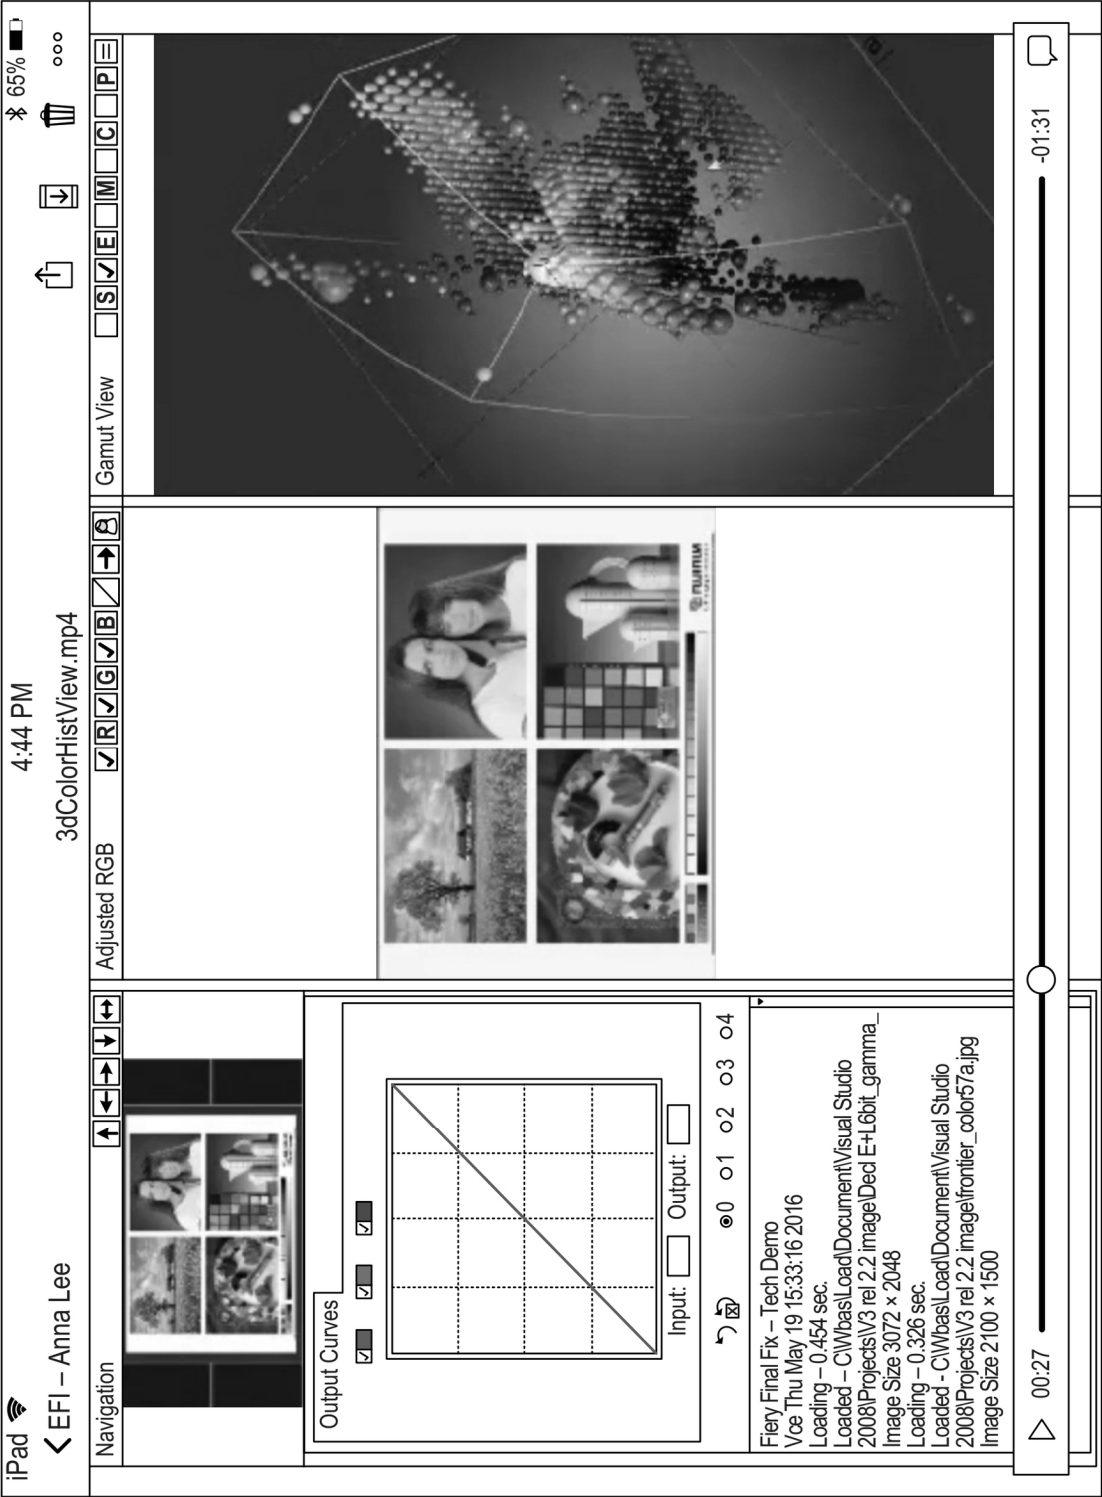 iPad
4:44 PM
65%
EFI – Anna Lee
3dColorHistView.mp4
Navigation
Adjusted RGB
R G B
Gamut View
S E M C P
Output Curves
Input: Output:
0 1 2 3 4
Fiery Final Fix – Tech Demo
Vce Thu May 19 15:33:16 2016
Loading – 0.454 sec.
Loaded – C\Wbas\Load\Document\Visual Studio
2008\Projects\V3 rel 2.2 image\Ded E+L6bit_gamma_
Image Size 3072 × 2048
Loading – 0.326 sec.
Loaded - C\Wbas\Load\Document\Visual Studio
2008\Projects\V3 rel 2.2 image\frontier_color57a.jpg
Image Size 2100 × 1500
00:27
-01:31